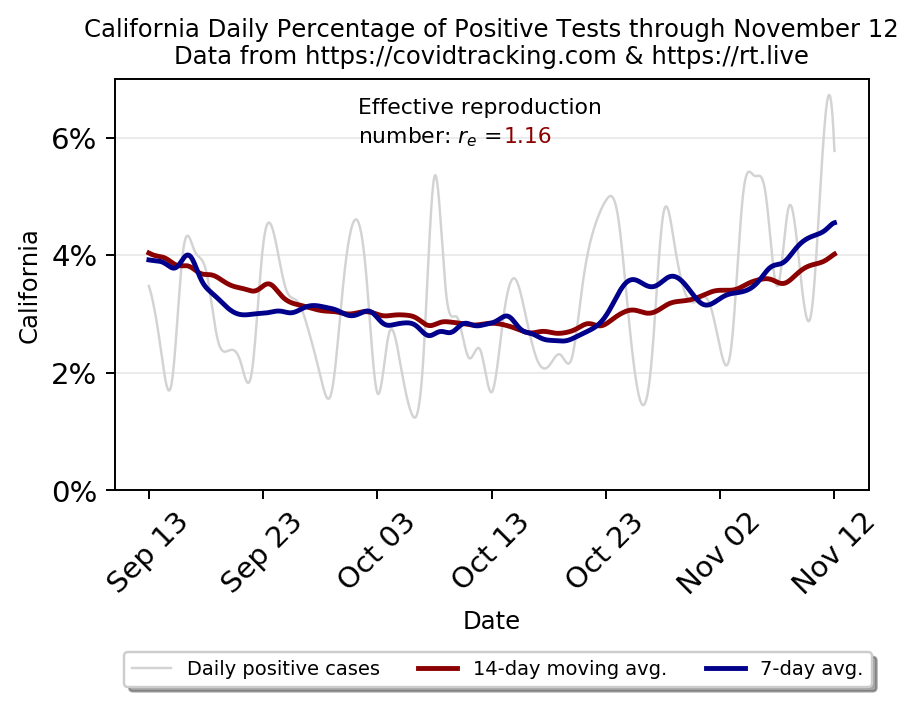 California Daily Percentage of Positive Tests through November 12
Data from https://covidtracking.com & https://rt.live
Effective reproduction
number: rₑ =1.16
6%
4%
2%
0%
California
Sep 13
Sep 23
Oct 03
Oct 13
Oct 23
Nov 02
Nov 12
Date
Daily positive cases
14-day moving avg.
7-day avg.